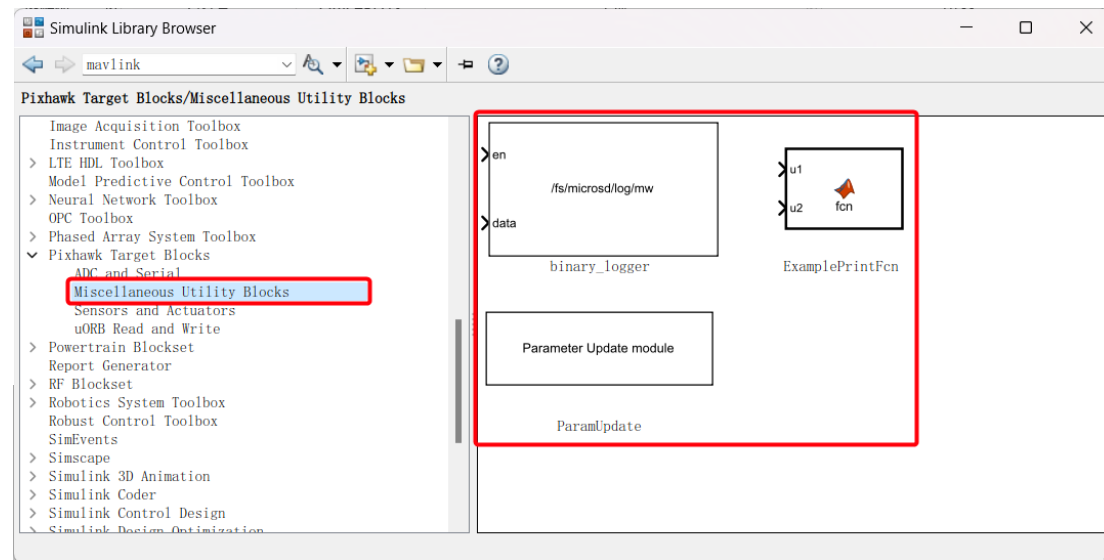 Simulink Library Browser
mavlink
Pixhawk Target Blocks/Miscellaneous Utility Blocks
Image Acquisition Toolbox
Instrument Control Toolbox
LTE HDL Toolbox
Model Predictive Control Toolbox
Neural Network Toolbox
OPC Toolbox
Phased Array System Toolbox
Pixhawk Target Blocks
ADC and Serial
Miscellaneous Utility Blocks
Sensors and Actuators
uORB Read and Write
Powertrain Blockset
Report Generator
RF Blockset
Robotics System Toolbox
Robust Control Toolbox
SimEvents
Simscape
Simulink 3D Animation
Simulink Coder
Simulink Control Design
Simulink Design Optimization
en
/fs/microsd/log/mw
data
binary_logger
u1
u2
fcn
ExamplePrintFcn
Parameter Update module
ParamUpdate